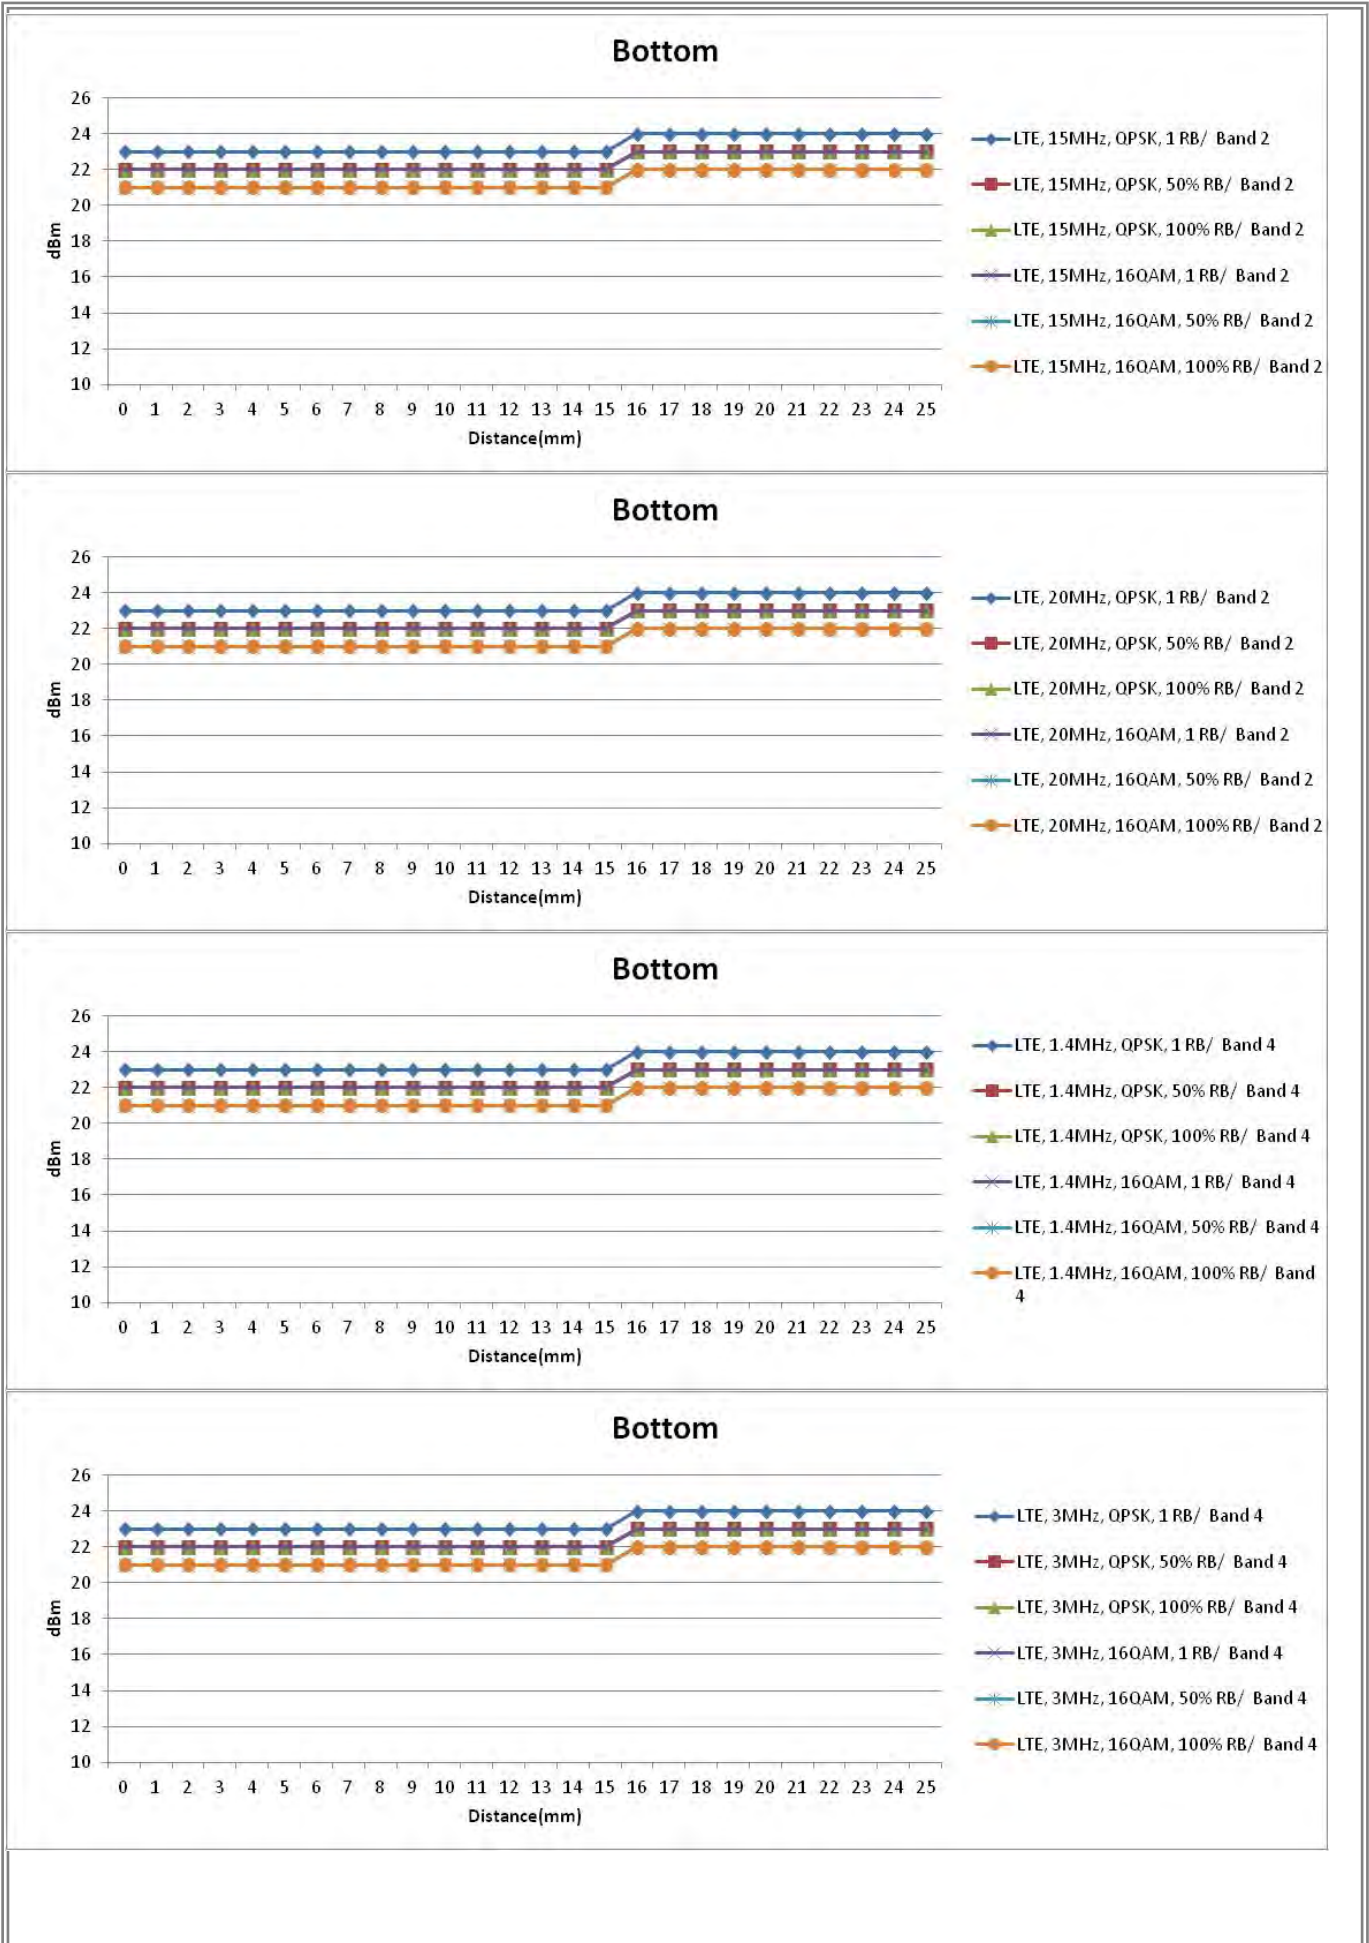 Bottom
26
24
22
20
18
16
14
12
10
dBm
0 1 2 3 4 5 6 7 8 9 10 11 12 13 14 15 16 17 18 19 20 21 22 23 24 25
Distance(mm)
LTE, 15MHz, QPSK, 1 RB/ Band 2
LTE, 15MHz, QPSK, 50% RB/ Band 2
LTE, 15MHz, QPSK, 100% RB/ Band 2
LTE, 15MHz, 16QAM, 1 RB/ Band 2
LTE, 15MHz, 16QAM, 50% RB/ Band 2
LTE, 15MHz, 16QAM, 100% RB/ Band 2
Bottom
26
24
22
20
18
16
14
12
10
dBm
0 1 2 3 4 5 6 7 8 9 10 11 12 13 14 15 16 17 18 19 20 21 22 23 24 25
Distance(mm)
LTE, 20MHz, QPSK, 1 RB/ Band 2
LTE, 20MHz, QPSK, 50% RB/ Band 2
LTE, 20MHz, QPSK, 100% RB/ Band 2
LTE, 20MHz, 16QAM, 1 RB/ Band 2
LTE, 20MHz, 16QAM, 50% RB/ Band 2
LTE, 20MHz, 16QAM, 100% RB/ Band 2
Bottom
26
24
22
20
18
16
14
12
10
dBm
0 1 2 3 4 5 6 7 8 9 10 11 12 13 14 15 16 17 18 19 20 21 22 23 24 25
Distance(mm)
LTE, 1.4MHz, QPSK, 1 RB/ Band 4
LTE, 1.4MHz, QPSK, 50% RB/ Band 4
LTE, 1.4MHz, QPSK, 100% RB/ Band 4
LTE, 1.4MHz, 16QAM, 1 RB/ Band 4
LTE, 1.4MHz, 16QAM, 50% RB/ Band 4
LTE, 1.4MHz, 16QAM, 100% RB/ Band
4
Bottom
26
24
22
20
18
16
14
12
10
dBm
0 1 2 3 4 5 6 7 8 9 10 11 12 13 14 15 16 17 18 19 20 21 22 23 24 25
Distance(mm)
LTE, 3MHz, QPSK, 1 RB/ Band 4
LTE, 3MHz, QPSK, 50% RB/ Band 4
LTE, 3MHz, QPSK, 100% RB/ Band 4
LTE, 3MHz, 16QAM, 1 RB/ Band 4
LTE, 3MHz, 16QAM, 50% RB/ Band 4
LTE, 3MHz, 16QAM, 100% RB/ Band 4